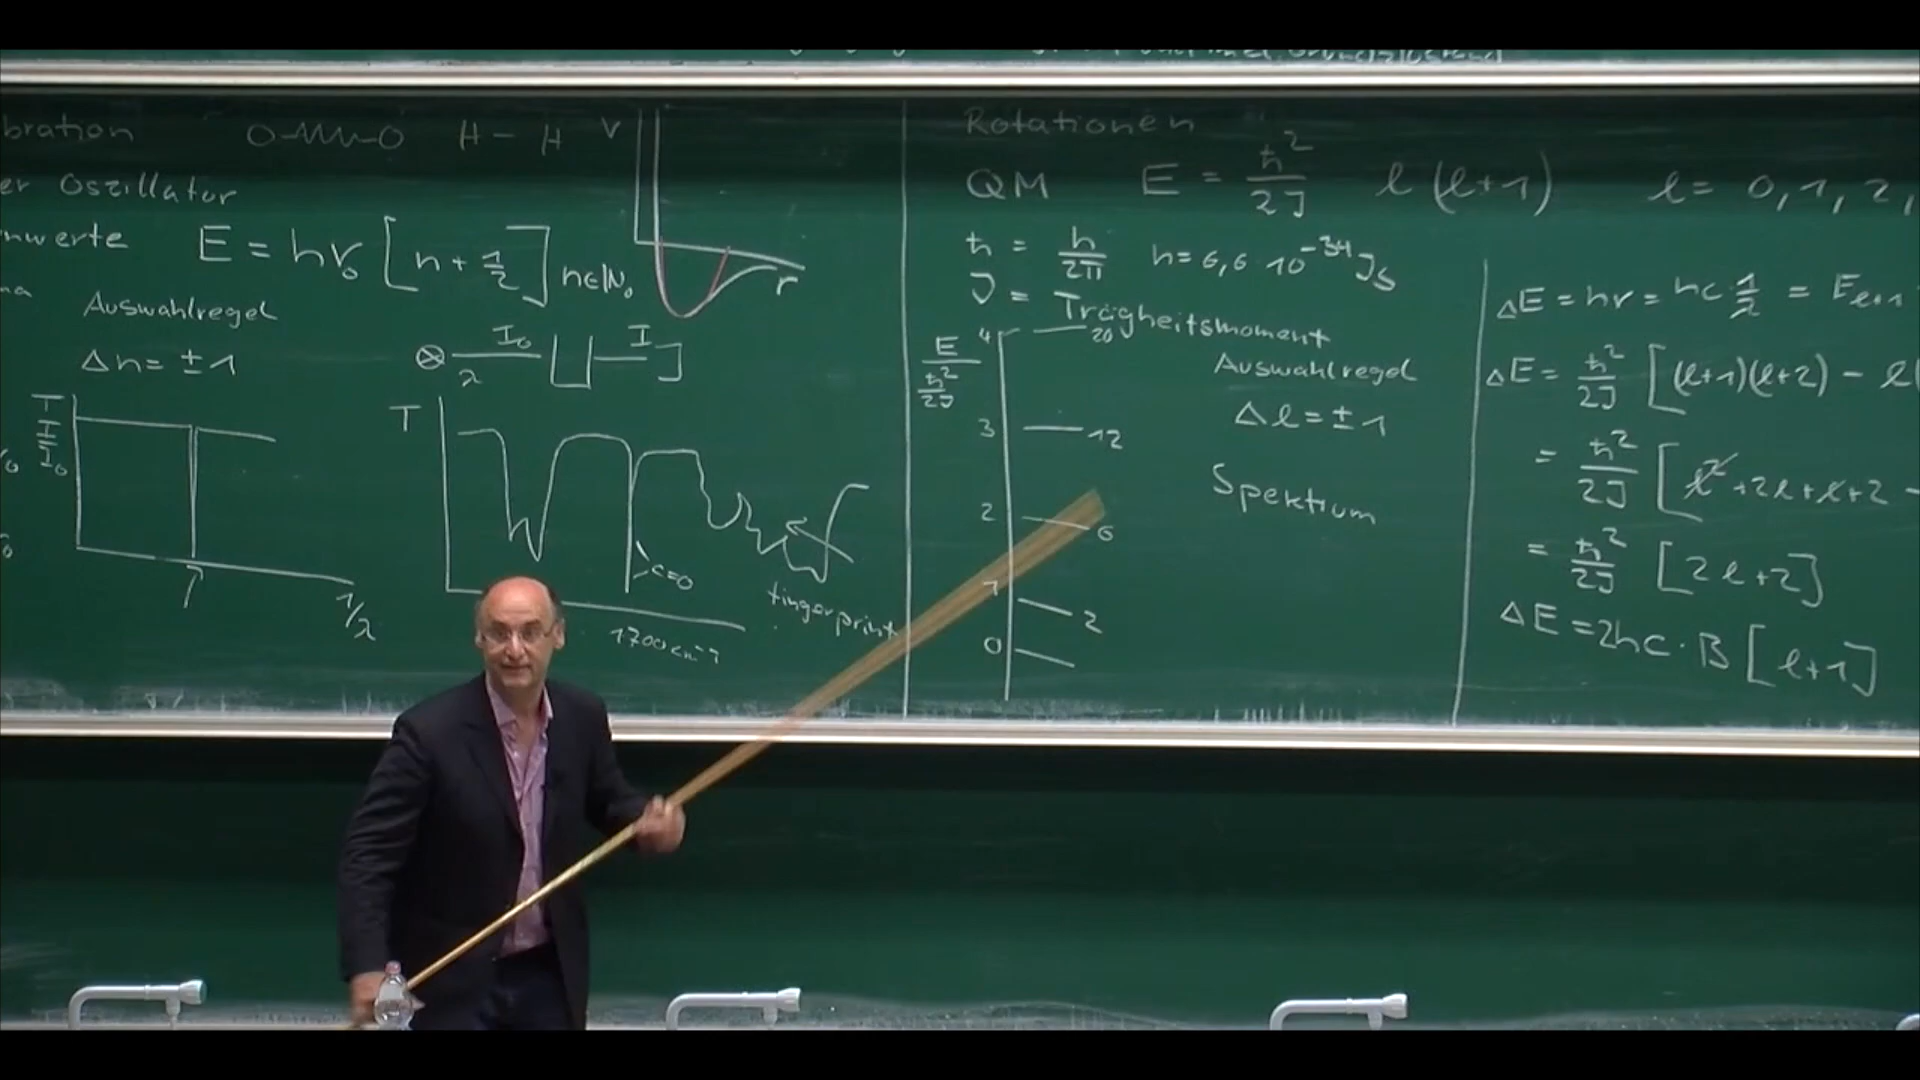 bration O-O H-H V
er Oszillator
nwerte E = hν₀ [n + 1/2] n∈ℕ₀
r
Auswahlregel
Δn = ±1
⊗ I₀ I
λ
T
I/I₀
1/λ
T
C=O
1700 cm⁻¹
fingerprint
Rotationen
QM E = ħ²/2J l(l+1) l = 0, 1, 2,
ħ = h/2π h = 6,6 · 10⁻³⁴ Js
J = Trägheitsmoment
E/(ħ²/2J)
4 20
3 12
2 6
1 2
0
Auswahlregel
Δl = ±1
Spektrum
ΔE = hν = hc · 1/λ = E l+1
ΔE = ħ²/2J [(l+1)(l+2) - l(
= ħ²/2J [l² + 2l + l + 2 -
= ħ²/2J [2l+2]
ΔE = 2hc · B [l+1]